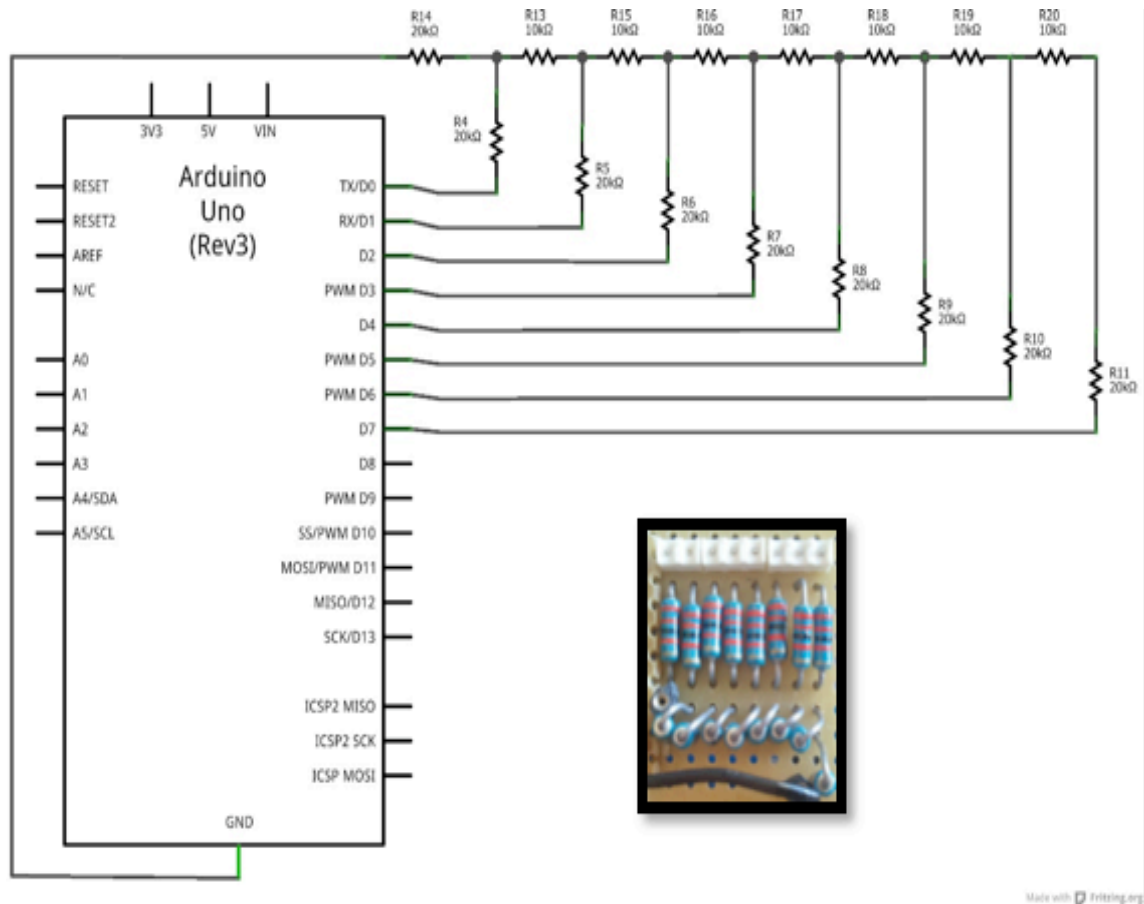 R14
20kΩ
R13
10kΩ
R15
10kΩ
R16
10kΩ
R17
10kΩ
R18
10kΩ
R19
10kΩ
R20
10kΩ
3V3
5V
VIN
Arduino
Uno
(Rev3)
RESET
RESET2
AREF
N/C
A0
A1
A2
A3
A4/SDA
A5/SCL
TX/D0
RX/D1
D2
PWM D3
D4
PWM D5
PWM D6
D7
D8
PWM D9
SS/PWM D10
MOSI/PWM D11
MISO/D12
SCK/D13
ICSP2 MISO
ICSP2 SCK
ICSP MOSI
GND
R4
20kΩ
R5
20kΩ
R6
20kΩ
R7
20kΩ
R8
20kΩ
R9
20kΩ
R10
20kΩ
R11
20kΩ
Made with Fritzing.org